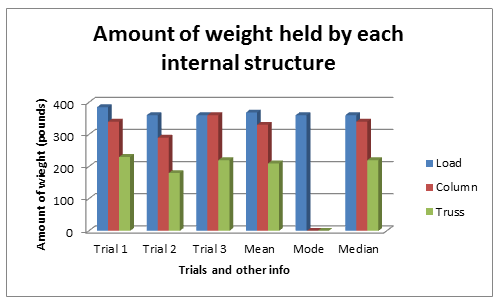 Amount of weight held by each
internal structure
Amount of wieght (pounds)
400
300
200
100
0
Trial 1 Trial 2 Trial 3 Mean Mode Median
Trials and other info
Load
Column
Truss